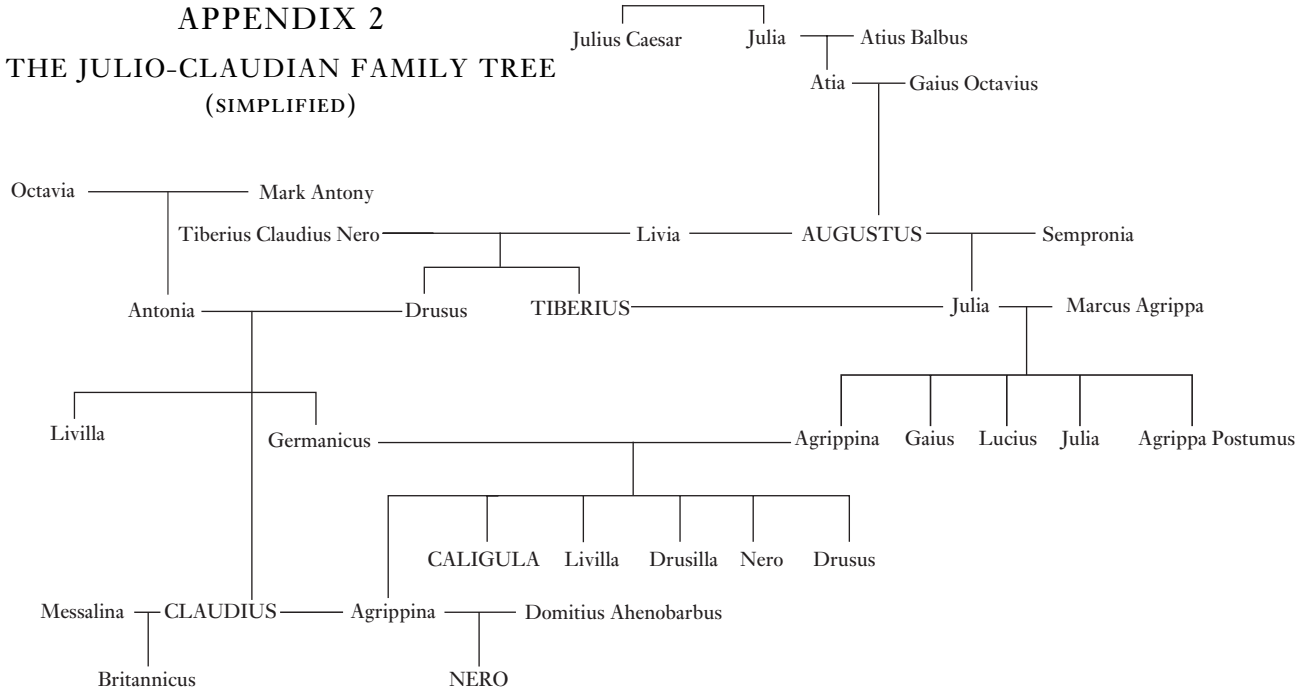 APPENDIX 2
THE JULIO-CLAUDIAN FAMILY TREE
(SIMPLIFIED)
Julius Caesar Julia Atius Balbus
Atia Gaius Octavius
Octavia Mark Antony
Tiberius Claudius Nero Livia AUGUSTUS Sempronia
Antonia Drusus TIBERIUS Julia Marcus Agrippa
Livilla Germanicus Agrippina Gaius Lucius Julia Agrippa Postumus
CALIGULA Livilla Drusilla Nero Drusus
Messalina CLAUDIUS Agrippina Domitius Ahenobarbus
Britannicus NERO